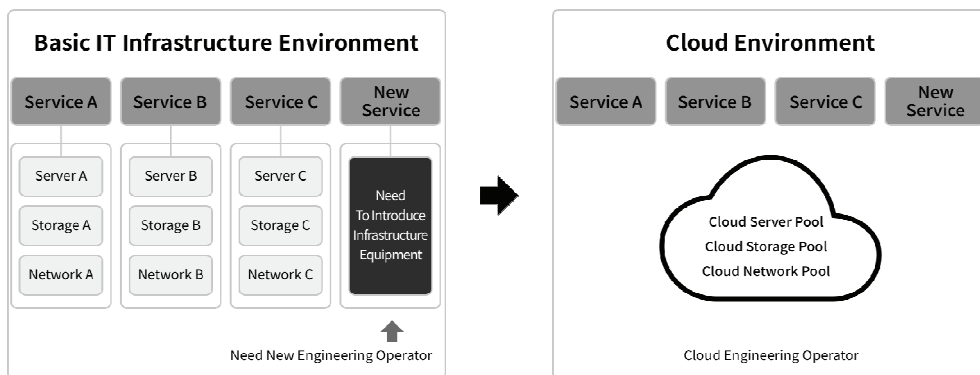 Basic IT Infrastructure Environment
Service A
Service B
Service C
New
Service
Server A
Server B
Server C
Storage A
Storage B
Storage C
Network A
Network B
Network C
Need
To Introduce
Infrastructure
Equipment
Need New Engineering Operator
Cloud Environment
Service A
Service B
Service C
New
Service
Cloud Server Pool
Cloud Storage Pool
Cloud Network Pool
Cloud Engineering Operator